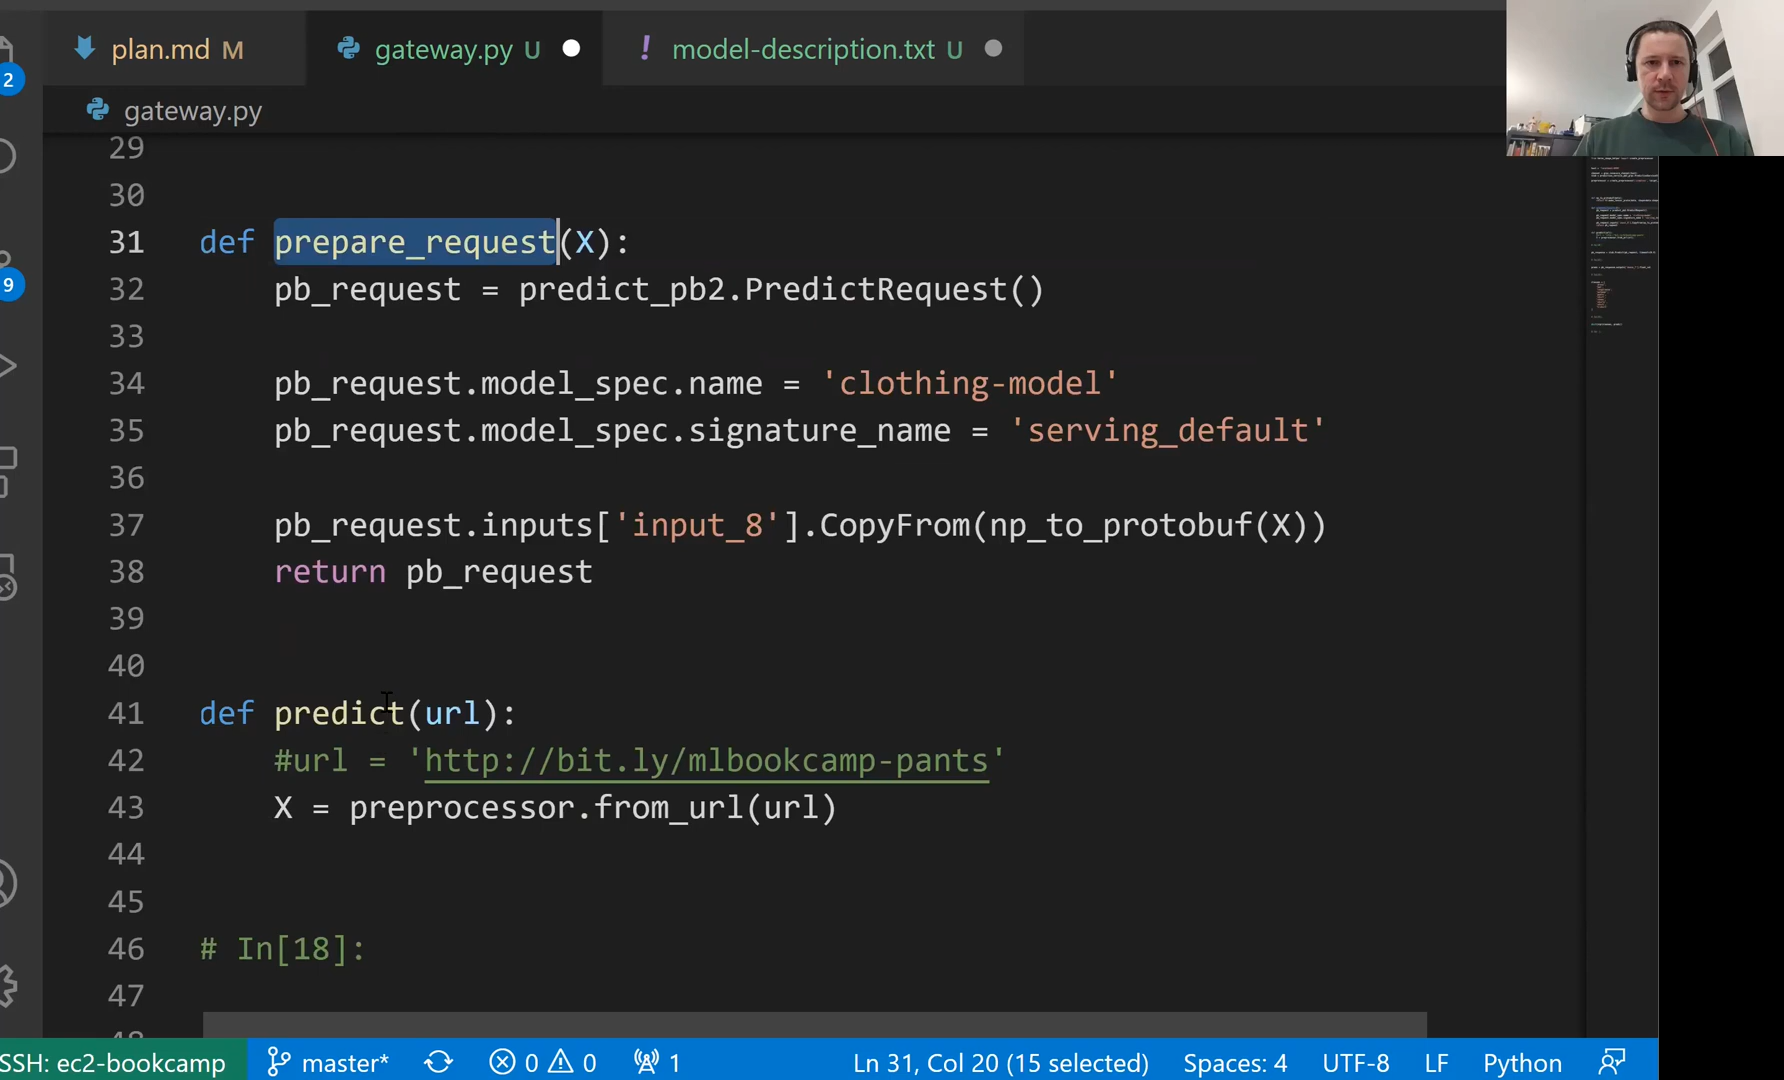 plan.md M
gateway.py U
! model-description.txt U
2
gateway.py
29
30
31 def prepare_request(X):
32 pb_request = predict_pb2.PredictRequest()
33
34 pb_request.model_spec.name = 'clothing-model'
35 pb_request.model_spec.signature_name = 'serving_default'
36
37 pb_request.inputs['input_8'].CopyFrom(np_to_protobuf(X))
38 return pb_request
39
40
41 def predict(url):
42 #url = 'http://bit.ly/mlbookcamp-pants'
43 X = preprocessor.from_url(url)
44
45
46 # In[18]:
47
9
SSH: ec2-bookcamp master* 0 0 1 Ln 31, Col 20 (15 selected) Spaces: 4 UTF-8 LF Python